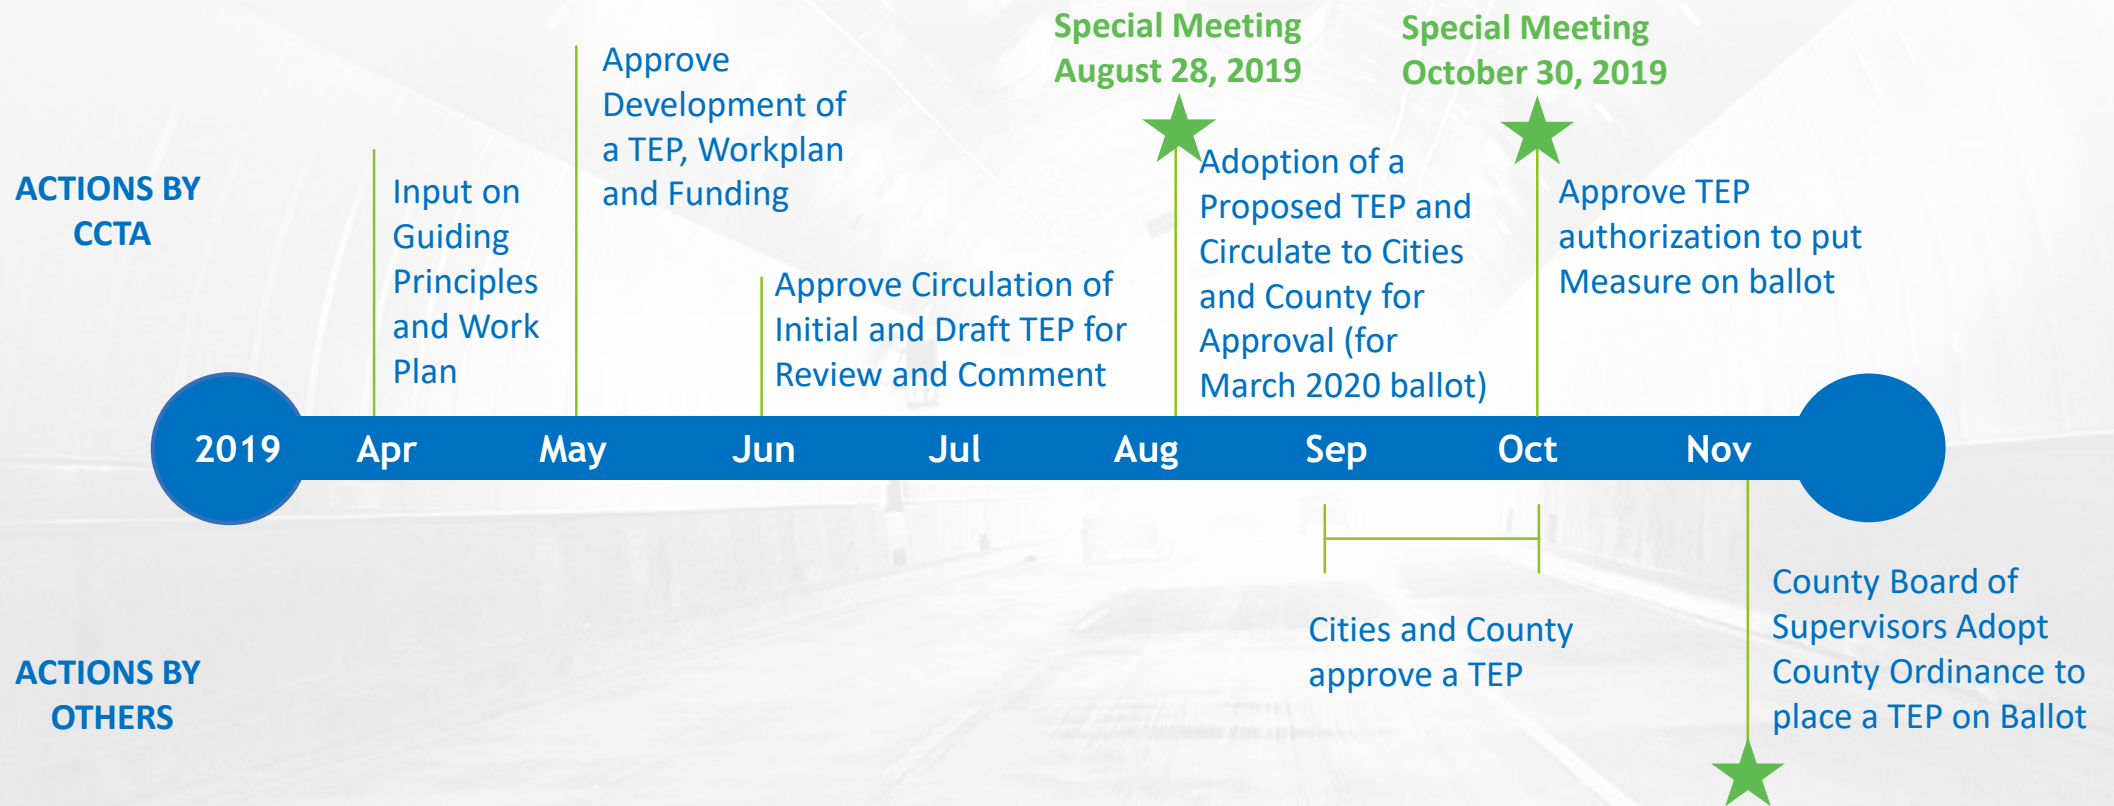 Special Meeting
August 28, 2019
Special Meeting
October 30, 2019
ACTIONS BY
CCTA
Input on
Guiding
Principles
and Work
Plan
Approve
Development of
a TEP, Workplan
and Funding
Approve Circulation of
Initial and Draft TEP for
Review and Comment
Adoption of a
Proposed TEP and
Circulate to Cities
and County for
Approval (for
March 2020 ballot)
Approve TEP
authorization to put
Measure on ballot
2019 Apr May Jun Jul Aug Sep Oct Nov
ACTIONS BY
OTHERS
Cities and County
approve a TEP
County Board of
Supervisors Adopt
County Ordinance to
place a TEP on Ballot